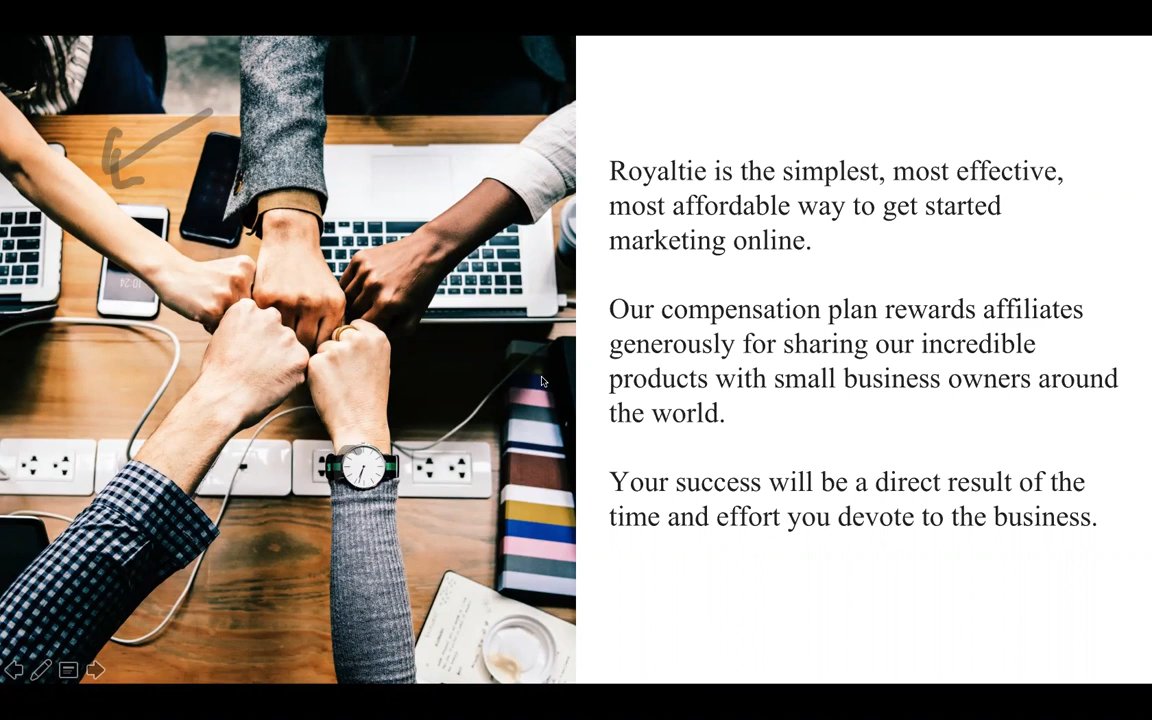 Royaltie is the simplest, most effective,
most affordable way to get started
marketing online.
Our compensation plan rewards affiliates
generously for sharing our incredible
products with small business owners around
the world.
Your success will be a direct result of the
time and effort you devote to the business.
10:24